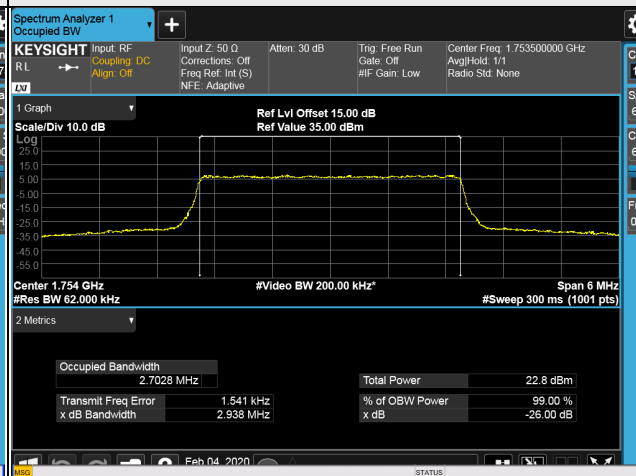 Spectrum Analyzer 1
Occupied BW
KEYSIGHT
RL
LXI
Input: RF
Coupling: DC
Align: Off
Input Z: 50 Ω
Corrections: Off
Freq Ref: Int (S)
NFE: Adaptive
Atten: 30 dB
Trig: Free Run
Gate: Off
#IF Gain: Low
Center Freq: 1.753500000 GHz
Avg|Hold: 1/1
Radio Std: None
1 Graph
Scale/Div 10.0 dB
Ref Lvl Offset 15.00 dB
Ref Value 35.00 dBm
Log
25.0
15.0
5.00
-5.00
-15.0
-25.0
-35.0
-45.0
-55.0
Center 1.754 GHz
#Res BW 62.000 kHz
#Video BW 200.00 kHz*
Span 6 MHz
#Sweep 300 ms (1001 pts)
2 Metrics
Occupied Bandwidth
2.7028 MHz
Total Power 22.8 dBm
Transmit Freq Error 1.541 kHz
x dB Bandwidth 2.938 MHz
% of OBW Power 99.00 %
x dB -26.00 dB
Feb 04, 2020
MSG
STATUS